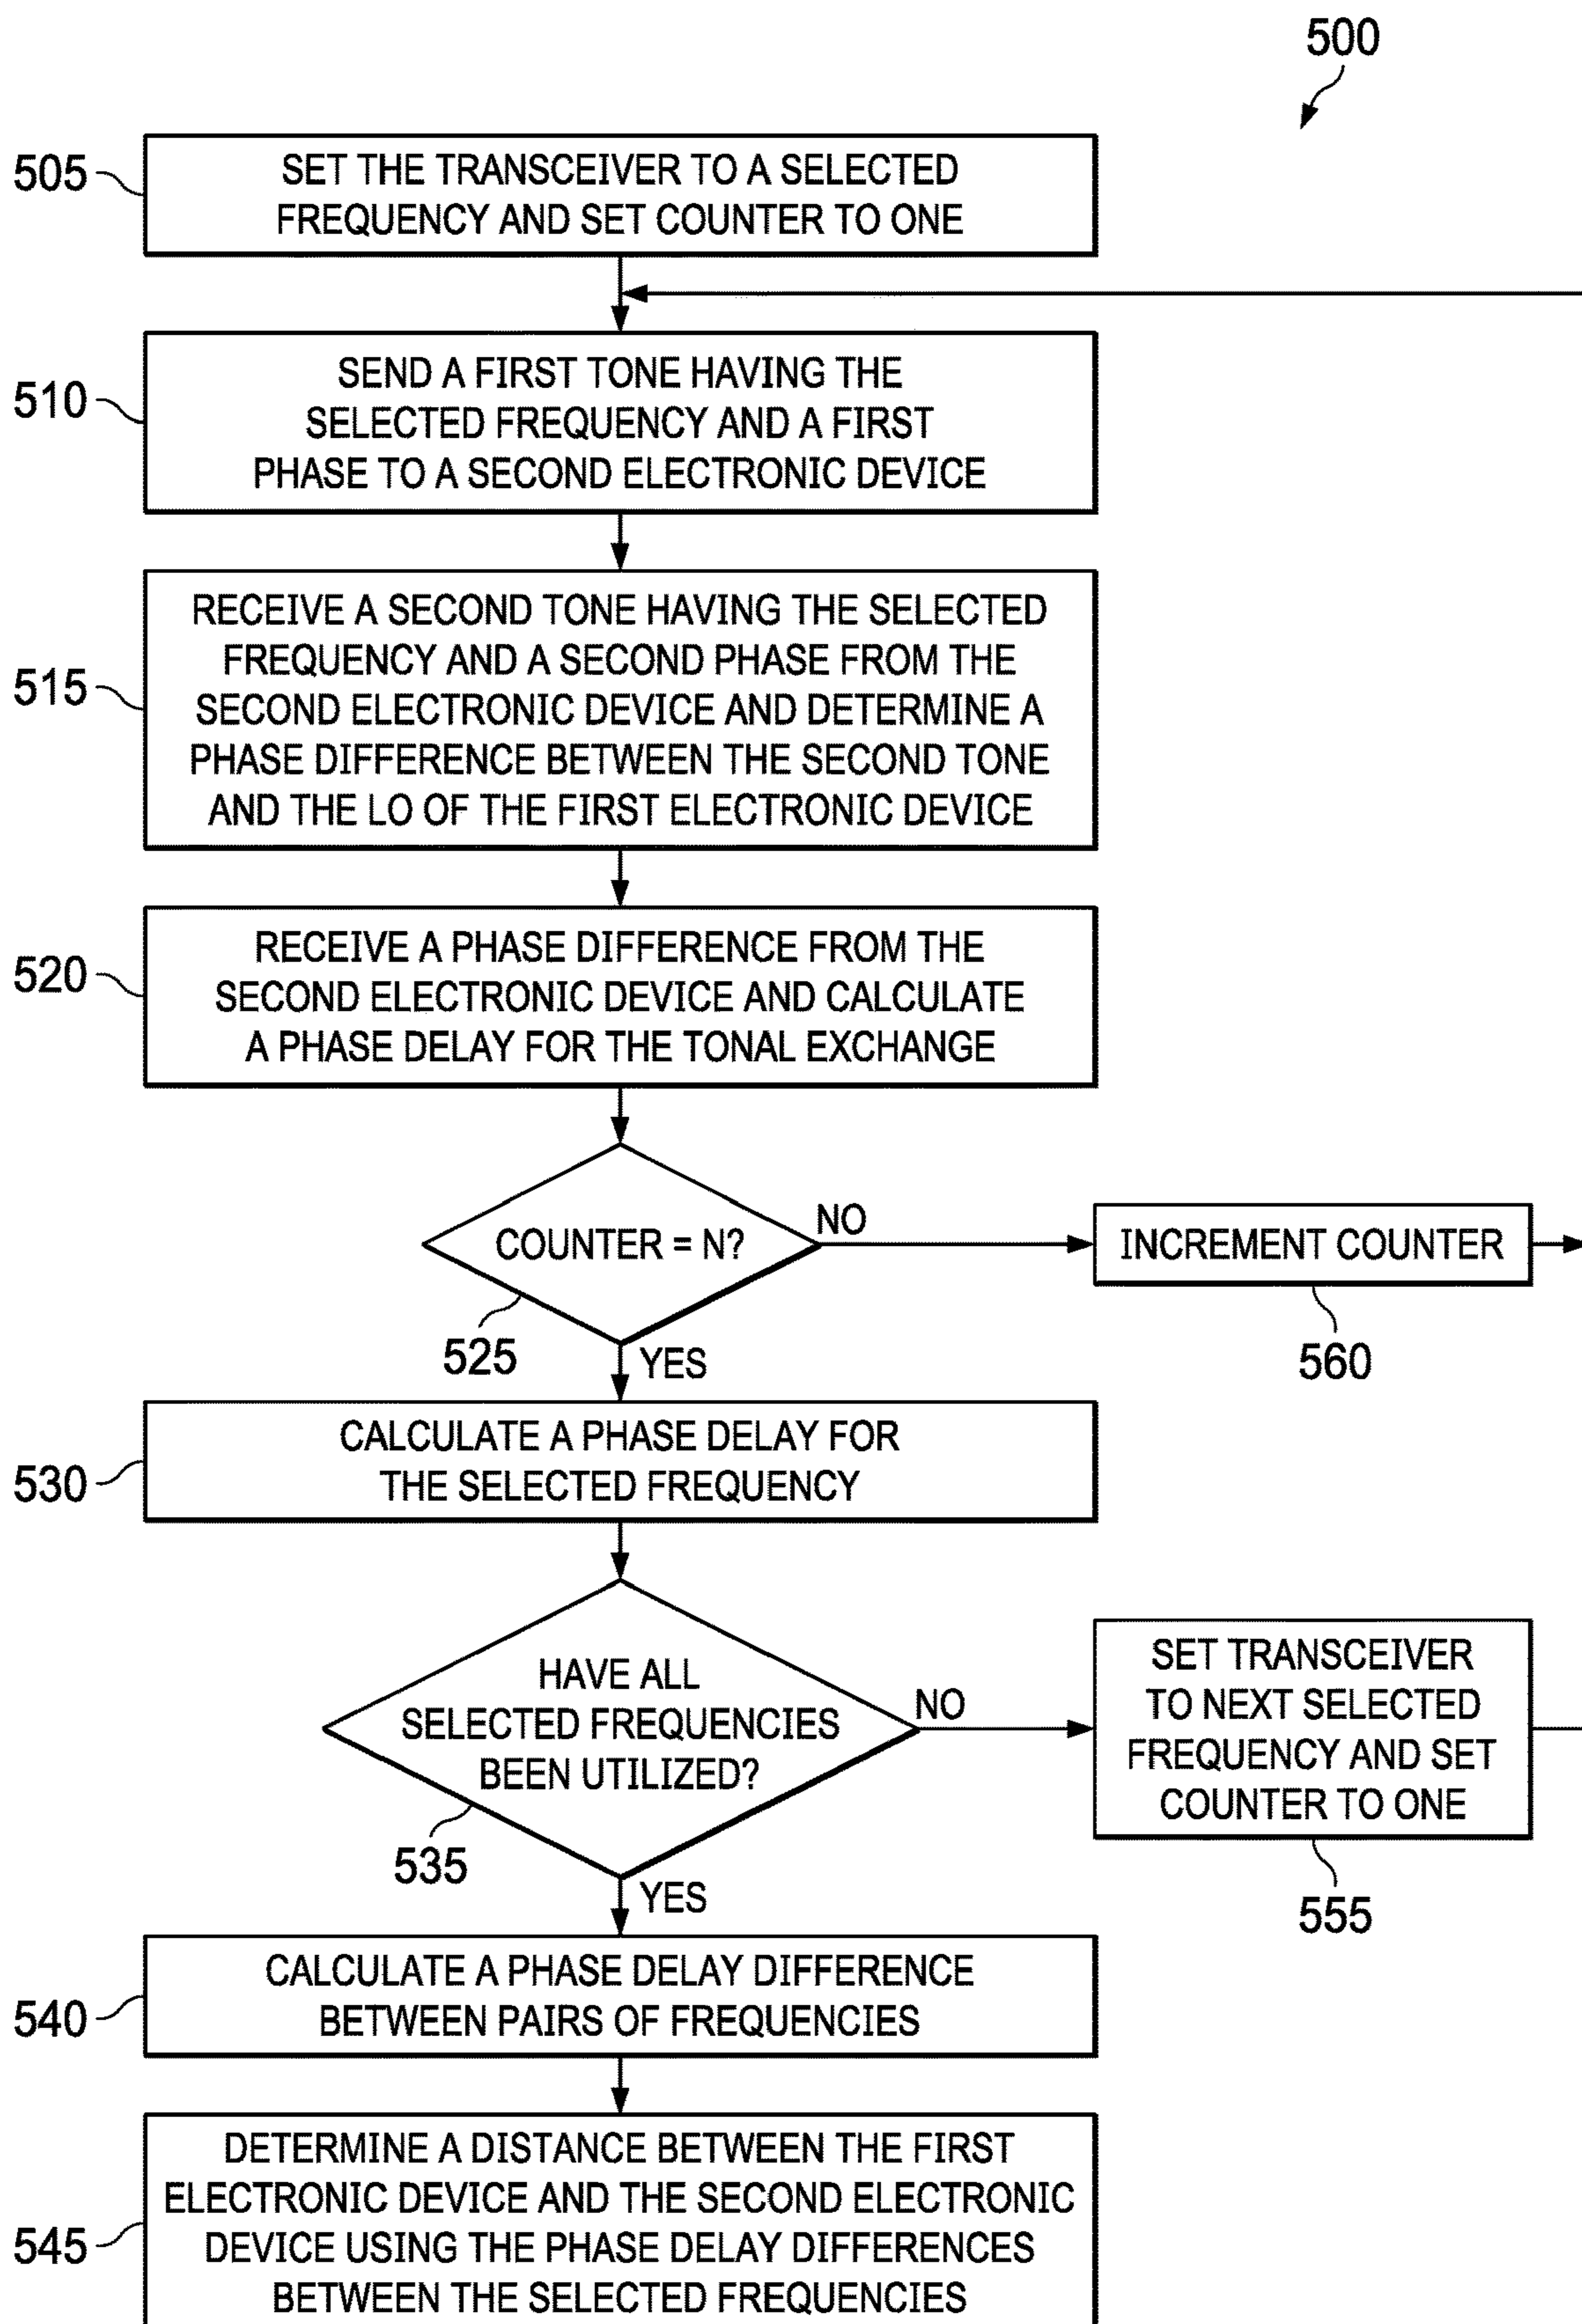 500
505
SET THE TRANSCEIVER TO A SELECTED
FREQUENCY AND SET COUNTER TO ONE
510
SEND A FIRST TONE HAVING THE
SELECTED FREQUENCY AND A FIRST
PHASE TO A SECOND ELECTRONIC DEVICE
515
RECEIVE A SECOND TONE HAVING THE SELECTED
FREQUENCY AND A SECOND PHASE FROM THE
SECOND ELECTRONIC DEVICE AND DETERMINE A
PHASE DIFFERENCE BETWEEN THE SECOND TONE
AND THE LO OF THE FIRST ELECTRONIC DEVICE
520
RECEIVE A PHASE DIFFERENCE FROM THE
SECOND ELECTRONIC DEVICE AND CALCULATE
A PHASE DELAY FOR THE TONAL EXCHANGE
COUNTER = N?
NO
INCREMENT COUNTER
525
YES
560
530
CALCULATE A PHASE DELAY FOR
THE SELECTED FREQUENCY
HAVE ALL
SELECTED FREQUENCIES
BEEN UTILIZED?
NO
SET TRANSCEIVER
TO NEXT SELECTED
FREQUENCY AND SET
COUNTER TO ONE
535
YES
555
540
CALCULATE A PHASE DELAY DIFFERENCE
BETWEEN PAIRS OF FREQUENCIES
545
DETERMINE A DISTANCE BETWEEN THE FIRST
ELECTRONIC DEVICE AND THE SECOND ELECTRONIC
DEVICE USING THE PHASE DELAY DIFFERENCES
BETWEEN THE SELECTED FREQUENCIES